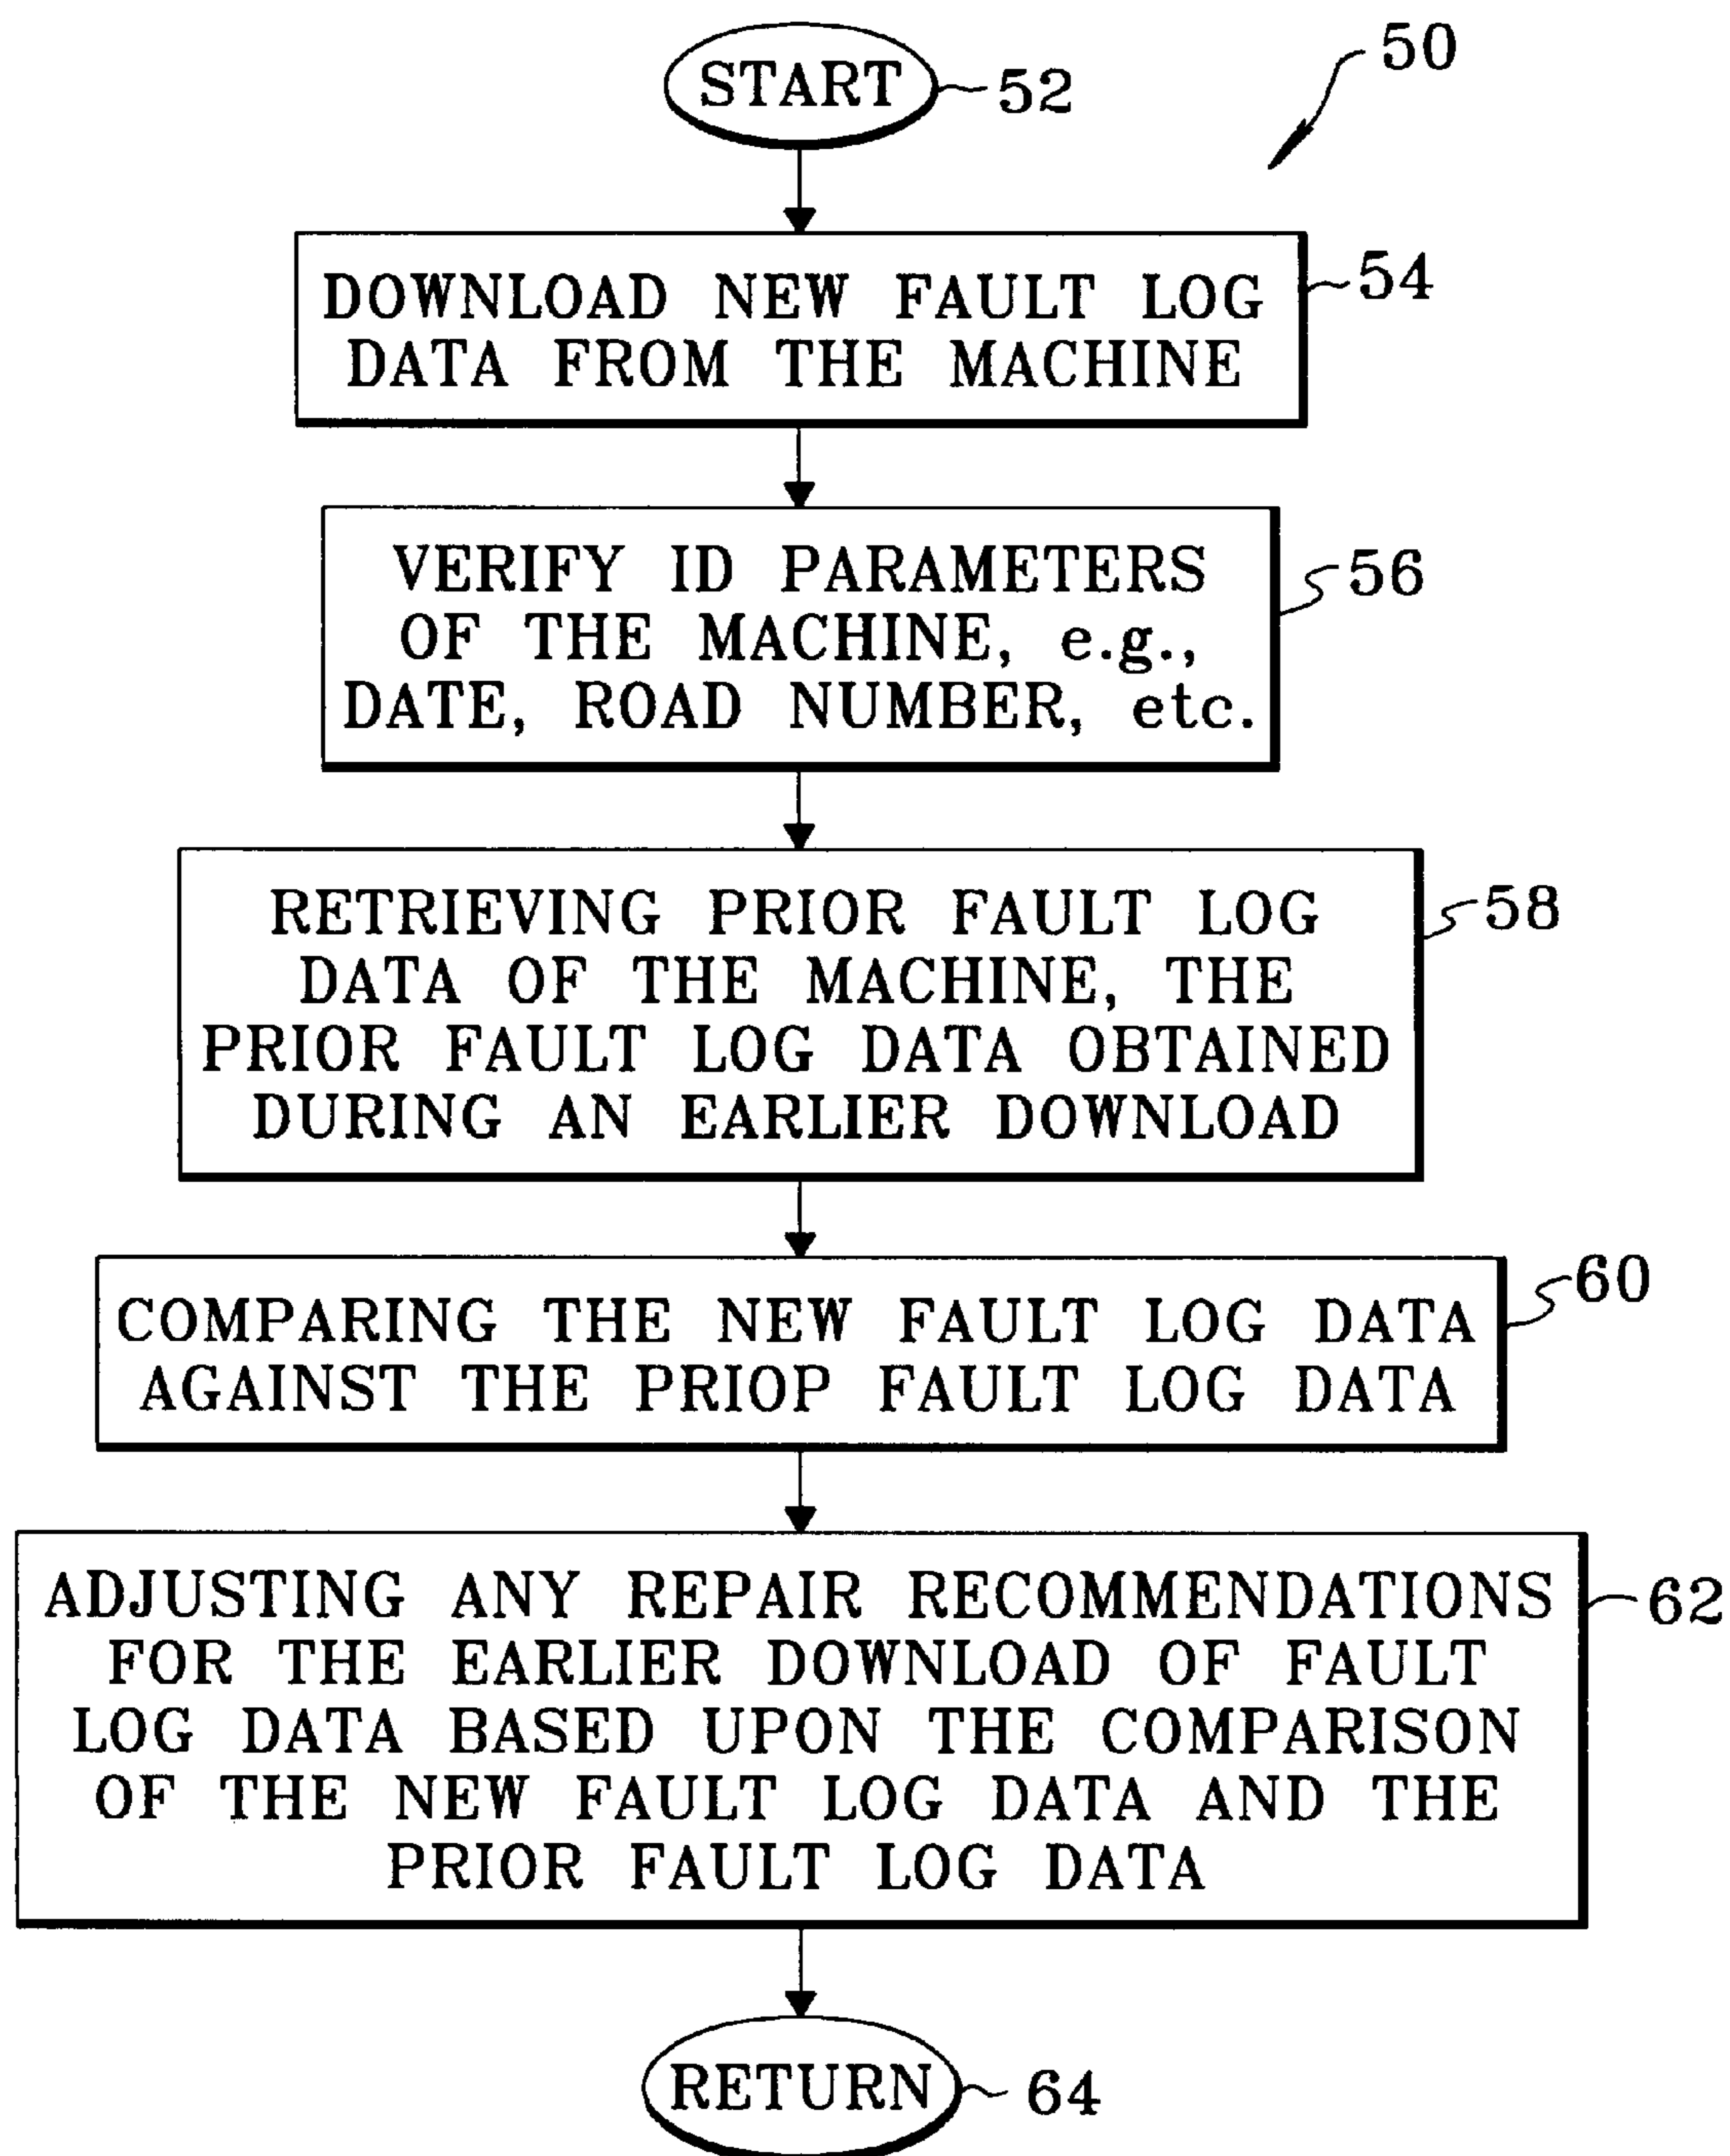 50
START 52
DOWNLOAD NEW FAULT LOG 54
DATA FROM THE MACHINE
VERIFY ID PARAMETERS 56
OF THE MACHINE, e.g.,
DATE, ROAD NUMBER, etc.
RETRIEVING PRIOR FAULT LOG 58
DATA OF THE MACHINE, THE
PRIOR FAULT LOG DATA OBTAINED
DURING AN EARLIER DOWNLOAD
60
COMPARING THE NEW FAULT LOG DATA
AGAINST THE PRIOP FAULT LOG DATA
ADJUSTING ANY REPAIR RECOMMENDATIONS 62
FOR THE EARLIER DOWNLOAD OF FAULT
LOG DATA BASED UPON THE COMPARISON
OF THE NEW FAULT LOG DATA AND THE
PRIOR FAULT LOG DATA
RETURN 64